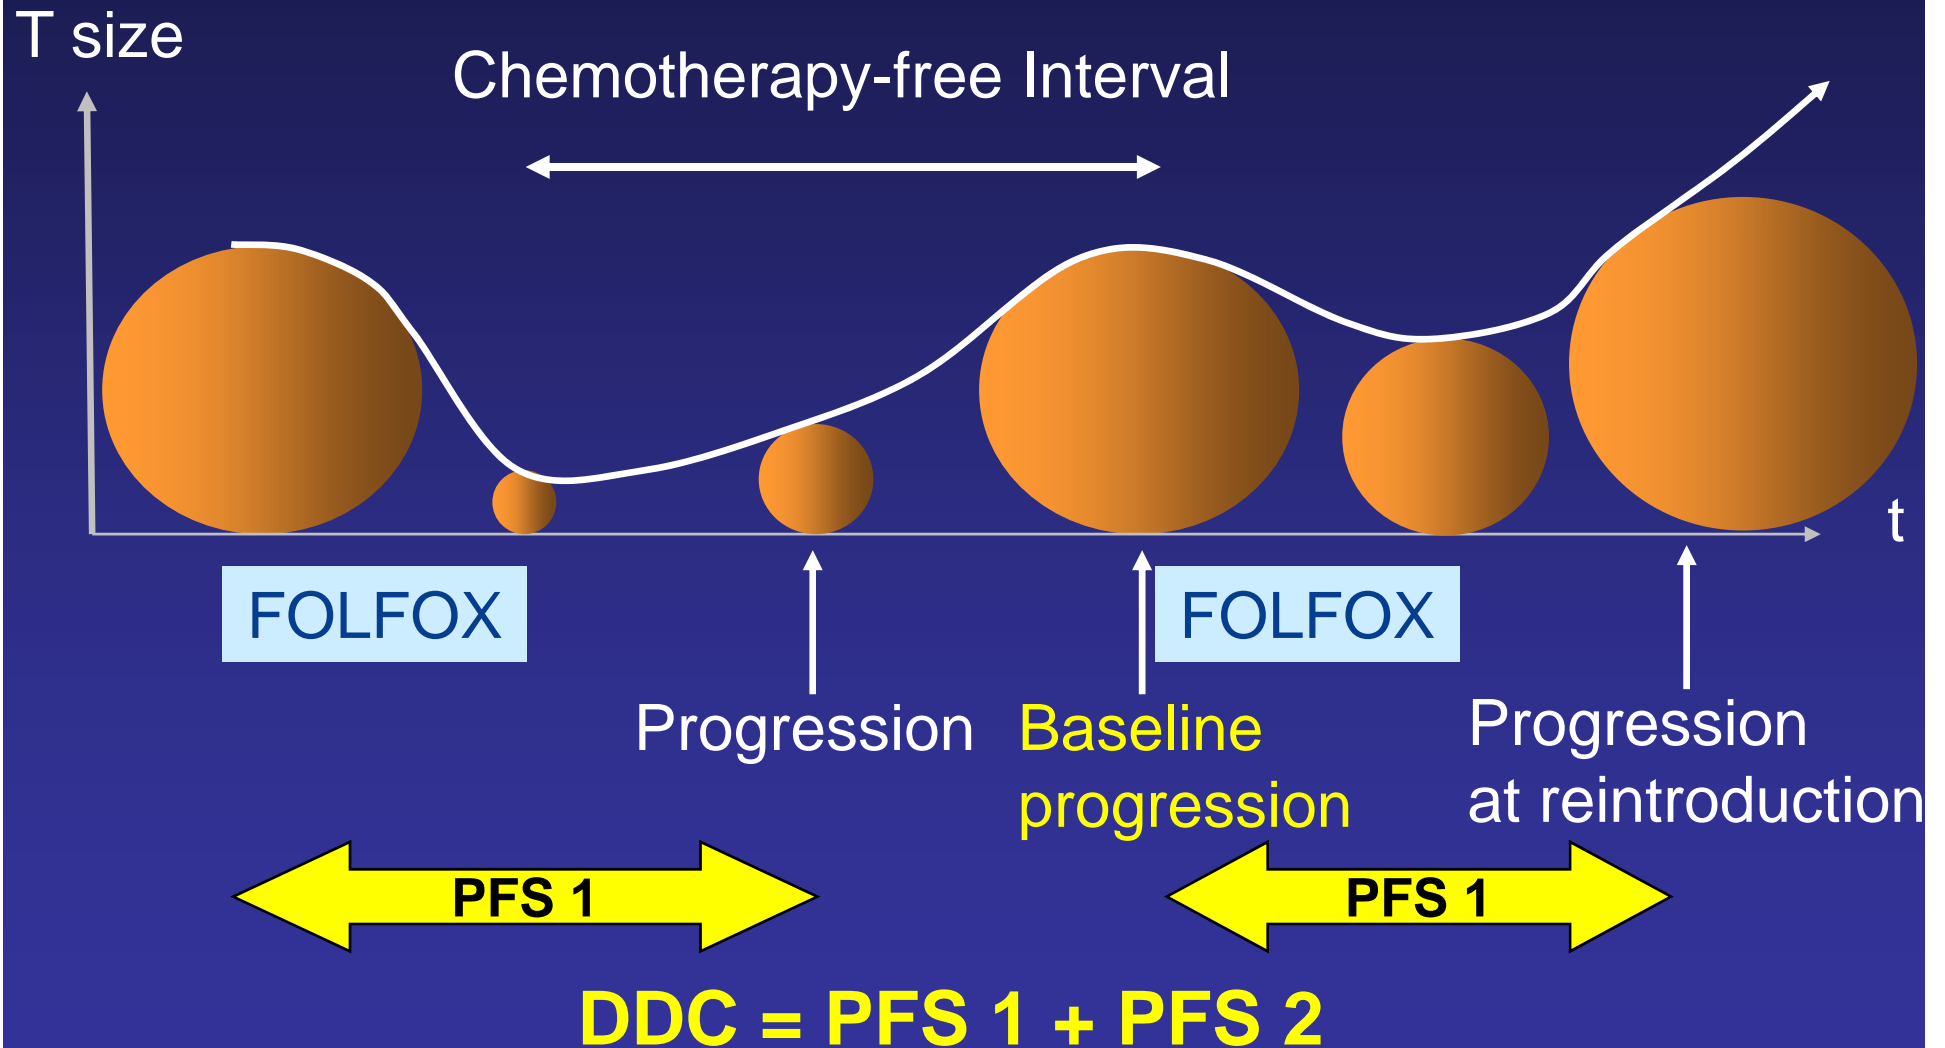 T size
Chemotherapy-free Interval
t
FOLFOX
FOLFOX
Progression
Baseline
progression
Progression
at reintroduction
PFS 1
PFS 1
DDC = PFS 1 + PFS 2